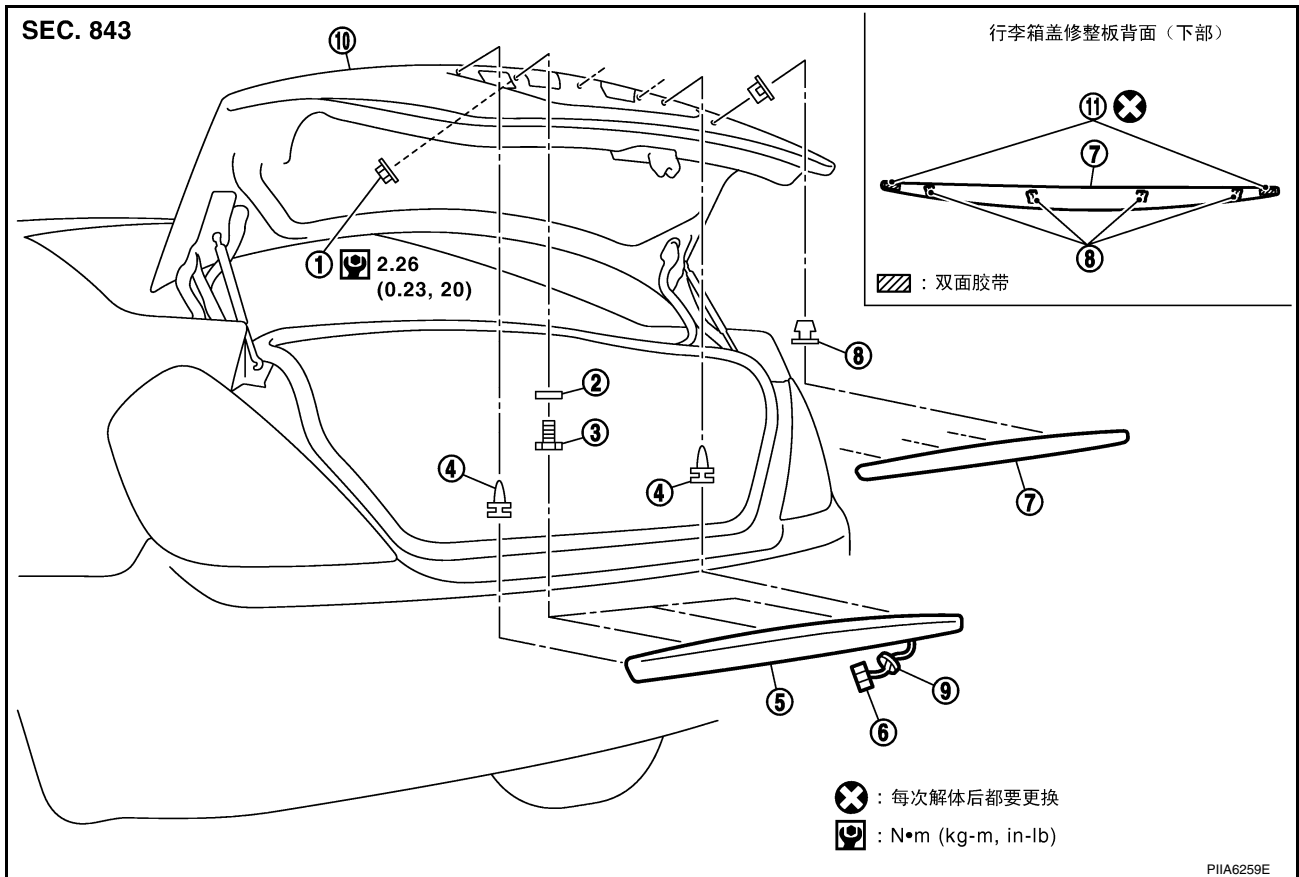 SEC. 843
⑩
行李箱盖修整板背面（下部）
⑪
⑦
⑧
：双面胶带
① 2.26
(0.23, 20)
⑧
②
③
④
④
⑦
⑤
⑨
⑥
：每次解体后都要更换
：N•m (kg-m, in-lb)
PIIA6259E